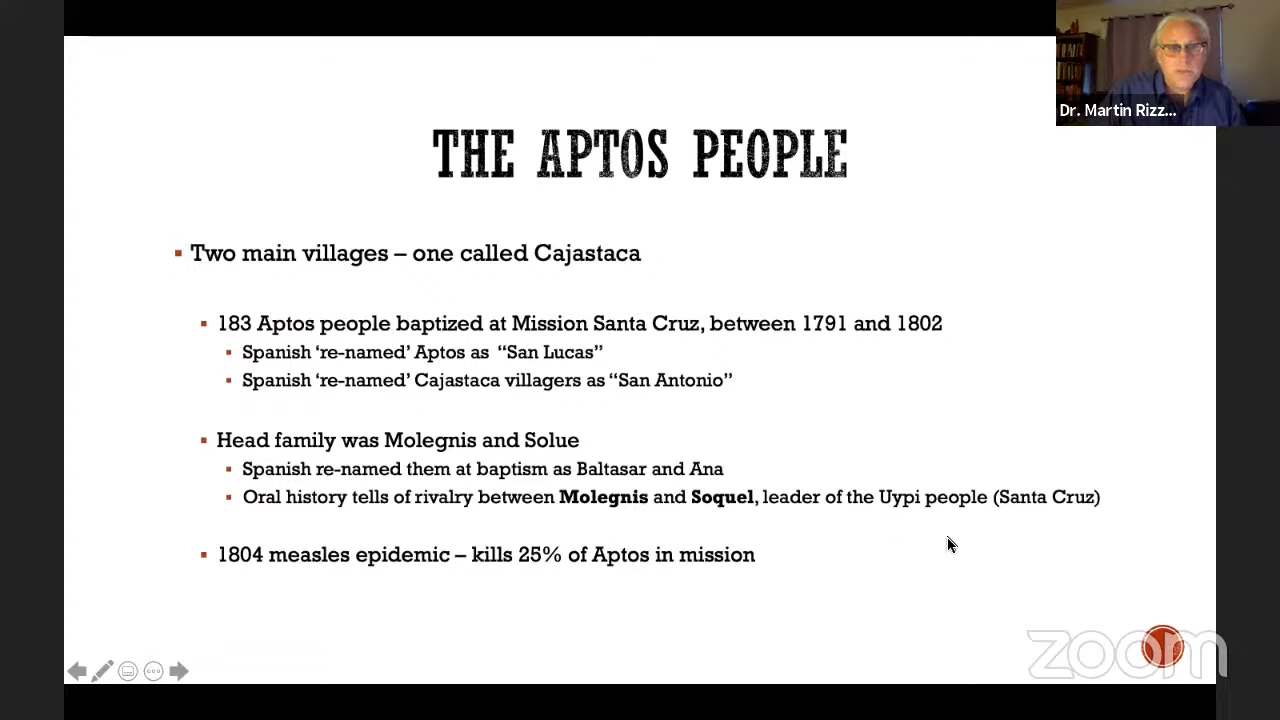 Dr. Martin Rizz...
THE APTOS PEOPLE
▪ Two main villages – one called Cajastaca
▪ 183 Aptos people baptized at Mission Santa Cruz, between 1791 and 1802
▪ Spanish ‘re-named’ Aptos as “San Lucas”
▪ Spanish ‘re-named’ Cajastaca villagers as “San Antonio”
▪ Head family was Molegnis and Solue
▪ Spanish re-named them at baptism as Baltasar and Ana
▪ Oral history tells of rivalry between Molegnis and Soquel, leader of the Uypi people (Santa Cruz)
▪ 1804 measles epidemic – kills 25% of Aptos in mission
zoom